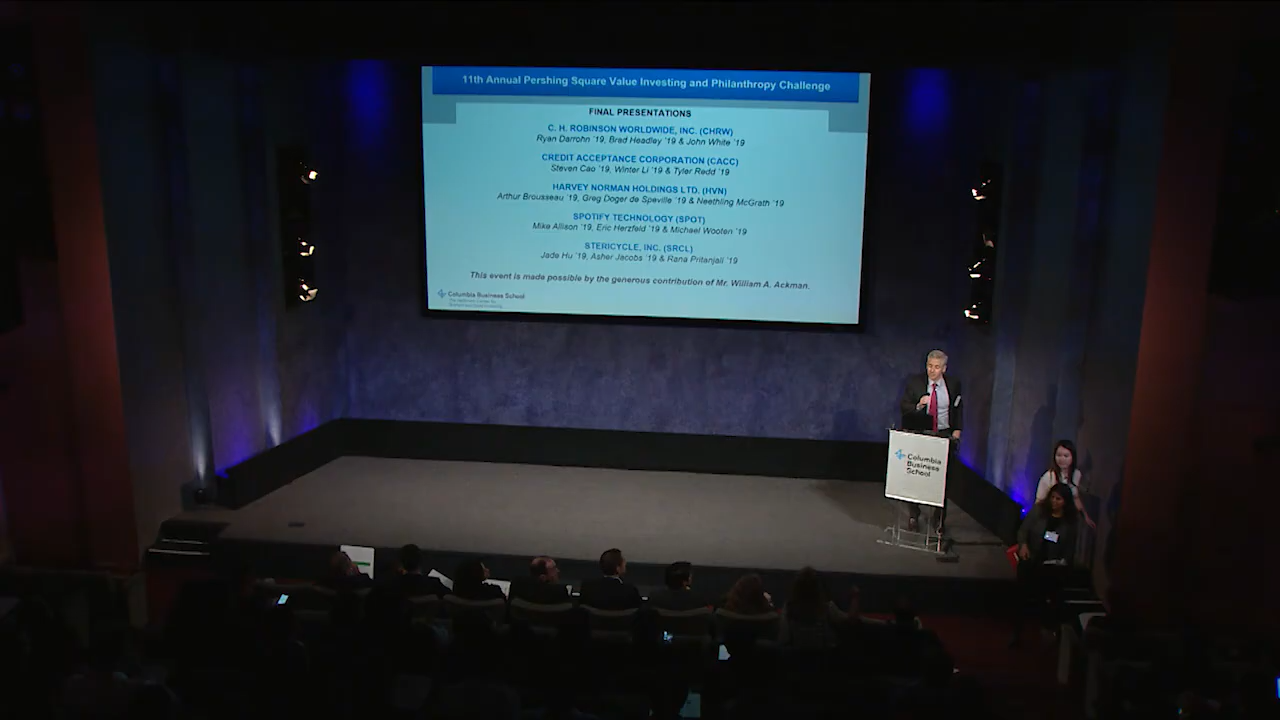 11th Annual Pershing Square Value Investing and Philanthropy Challenge
FINAL PRESENTATIONS
C. H. ROBINSON WORLDWIDE, INC. (CHRW)
Ryan Darrohn '19, Brad Headley '19 & John White '19
CREDIT ACCEPTANCE CORPORATION (CACC)
Steven Cao '19, Winter Li '19 & Tyler Redd '19
HARVEY NORMAN HOLDINGS LTD. (HVN)
Arthur Brousseau '19, Greg Doger de Speville '19 & Neethling McGrath '19
SPOTIFY TECHNOLOGY (SPOT)
Mike Allison '19, Eric Herzfeld '19 & Michael Wooten '19
STERICYCLE, INC. (SRCL)
Jade Hu '19, Asher Jacobs '19 & Rana Pritanjali '19
This event is made possible by the generous contribution of Mr. William A. Ackman.
Columbia Business School
Columbia
Business
School